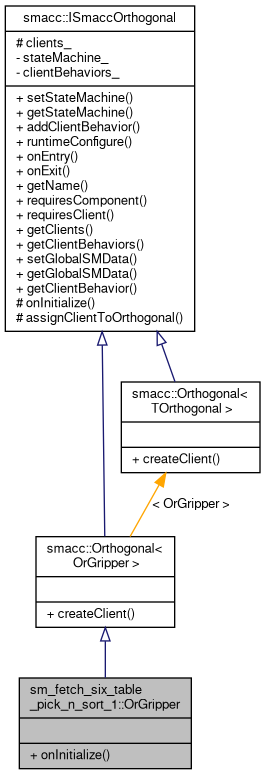 smacc::ISmaccOrthogonal
# clients_
- stateMachine_
- clientBehaviors_
+ setStateMachine()
+ getStateMachine()
+ addClientBehavior()
+ runtimeConfigure()
+ onEntry()
+ onExit()
+ getName()
+ requiresComponent()
+ requiresClient()
+ getClients()
+ getClientBehaviors()
+ setGlobalSMData()
+ getGlobalSMData()
+ getClientBehavior()
# onInitialize()
# assignClientToOrthogonal()
smacc::Orthogonal<
TOrthogonal >
+ createClient()
< OrGripper >
smacc::Orthogonal<
OrGripper >
+ createClient()
sm_fetch_six_table
_pick_n_sort_1::OrGripper
+ onInitialize()